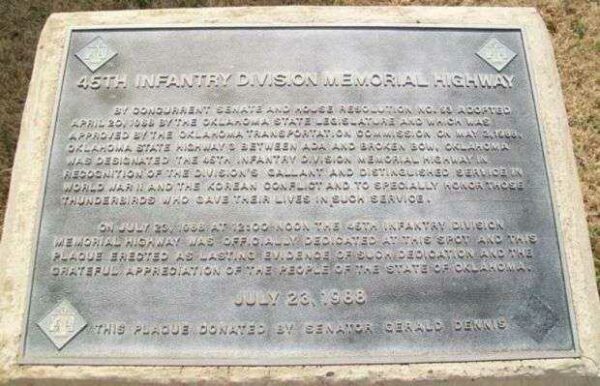 45TH INFANTRY DIVISION MEMORIAL HIGHWAY
BY CONCURRENT SENATE AND HOUSE RESOLUTION NO. ADOPTED
APRIL 20, 1988 BY THE OKLAHOMA STATE LEGISLATURE AND WHICH WAS
APPROVED BY THE OKLAHOMA TRANSPORTATION COMMISSION ON MAY 1988,
OKLAHOMA STATE HIGHWAY 3 BETWEEN ADA AND BROKEN BOW, OKLAHOMA
WAS DESIGNATED THE 45TH INFANTRY DIVISION MEMORIAL HIGHWAY IN
RECOGNITION OF THE DIVISION'S GALLANT AND DISTINGUISHED SERVICE IN
WORLD WAR II AND THE KOREAN CONFLICT AND TO SPECIALLY HONOR THOSE
THUNDERBIRDS WHO GAVE THEIR LIVES IN SUCH SERVICE.
ON JULY 23, 1988 AT 12:00 NOON THE 45TH INFANTRY DIVISION
MEMORIAL HIGHWAY WAS OFFICIALLY DEDICATED AT THIS SPOT AND THIS
PLAQUE ERECTED AS LASTING EVIDENCE OF SUCH DEDICATION AND THE
GRATEFUL APPRECIATION OF THE PEOPLE OF THE STATE OF OKLAHOMA.
JULY 23, 1988
THIS PLAQUE DONATED BY SENATOR GERALD DENNIS